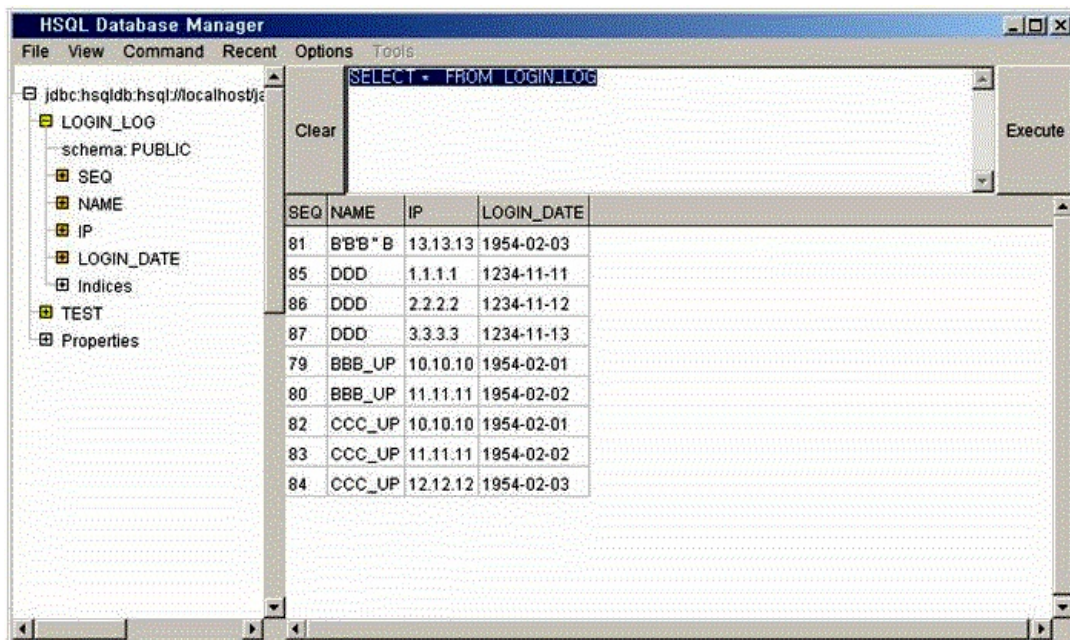 HSQL Database Manager
File View Command Recent Options Tools
jdbc:hsqldb:hsql://localhost/ja
LOGIN_LOG
schema: PUBLIC
SEQ
NAME
IP
LOGIN_DATE
Indices
TEST
Properties
Clear
SELECT * FROM LOGIN_LOG
Execute
SEQ NAME IP LOGIN_DATE
81 B'B'B " B 13.13.13 1954-02-03
85 DDD 1.1.1.1 1234-11-11
86 DDD 2.2.2.2 1234-11-12
87 DDD 3.3.3.3 1234-11-13
79 BBB_UP 10.10.10 1954-02-01
80 BBB_UP 11.11.11 1954-02-02
82 CCC_UP 10.10.10 1954-02-01
83 CCC_UP 11.11.11 1954-02-02
84 CCC_UP 12.12.12 1954-02-03